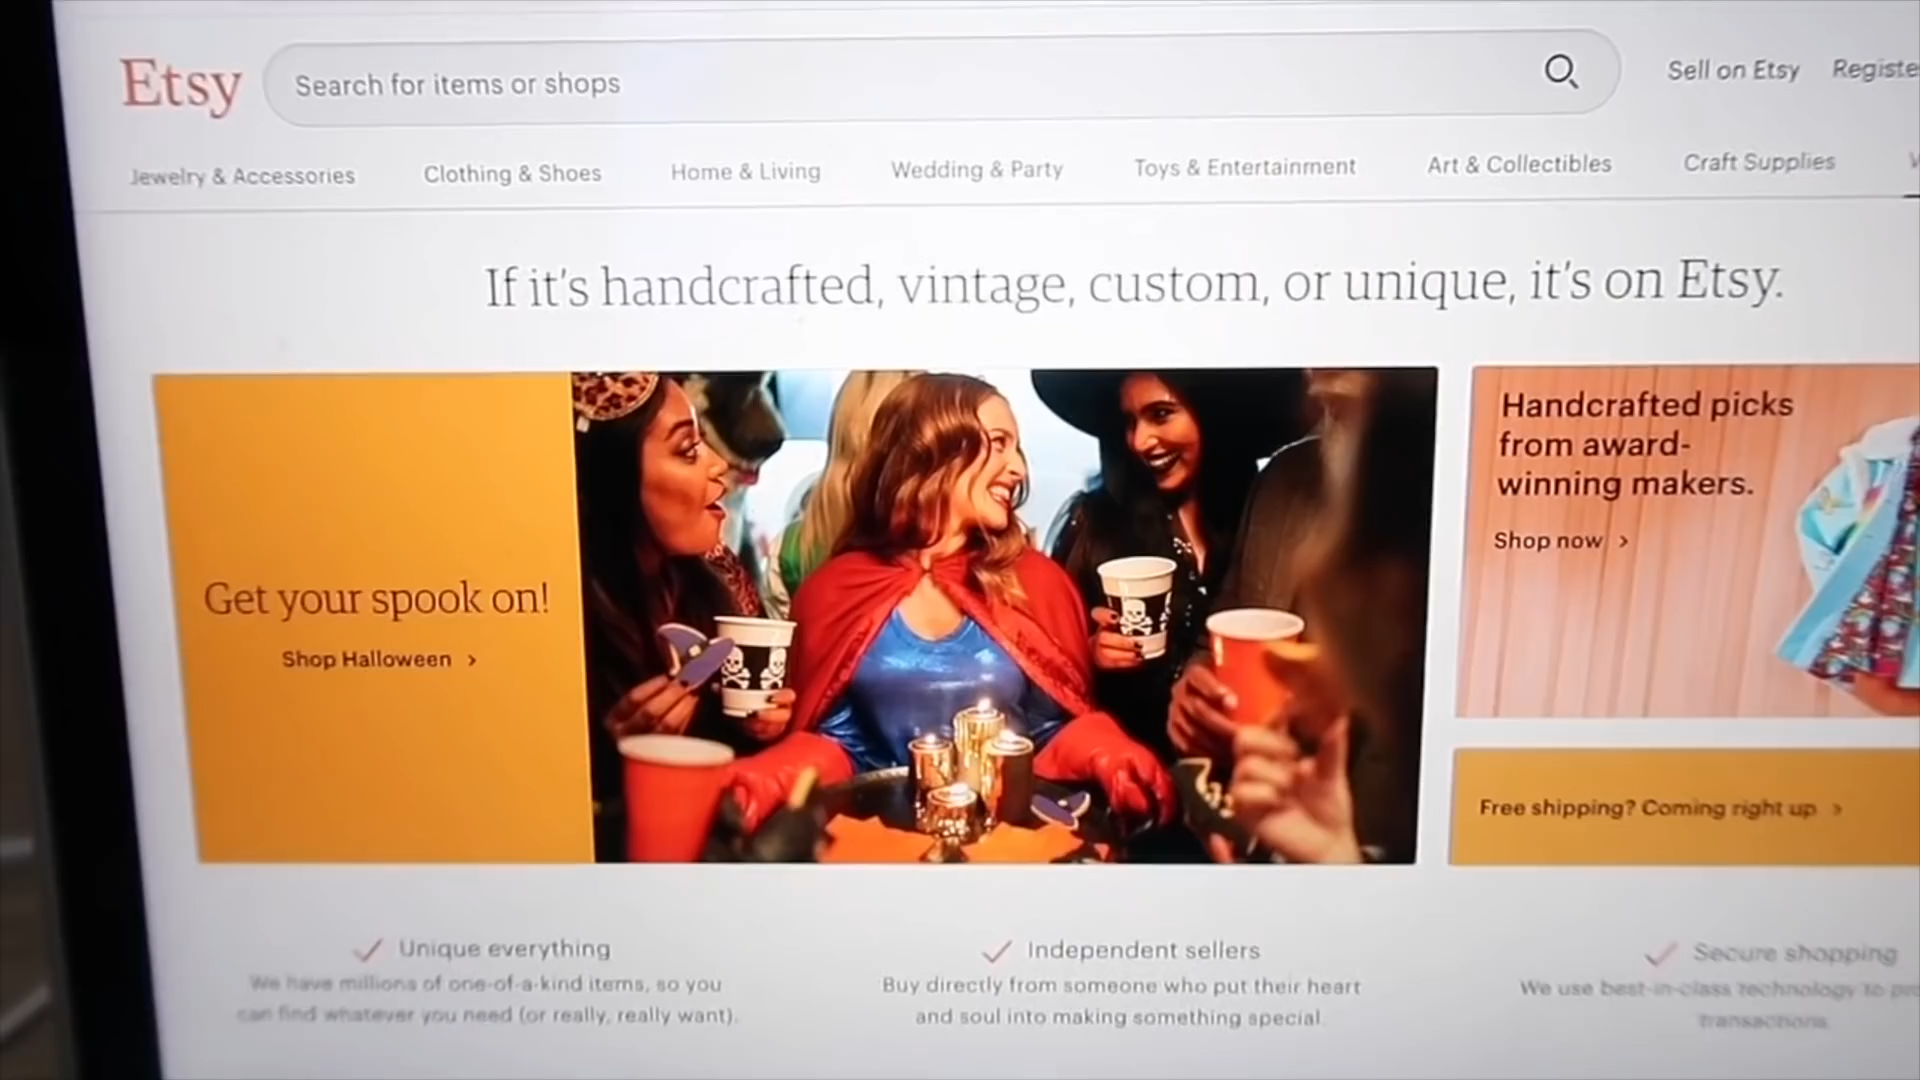 Etsy
Search for items or shops
Sell on Etsy
Jewelry & Accessories
Clothing & Shoes
Home & Living
Wedding & Party
Toys & Entertainment
Art & Collectibles
Craft Supplies
If it's handcrafted, vintage, custom, or unique, it's on Etsy.
Get your spook on!
Shop Halloween >
Handcrafted picks
from award-
winning makers.
Shop now >
Free shipping? Coming right up >
Unique everything
We have millions of one-of-a-kind items, so you
can find whatever you need (or really, really want).
Independent sellers
Buy directly from someone who put their heart
and soul into making something special.
Secure shopping
We use best-in-class technology to
transactions.